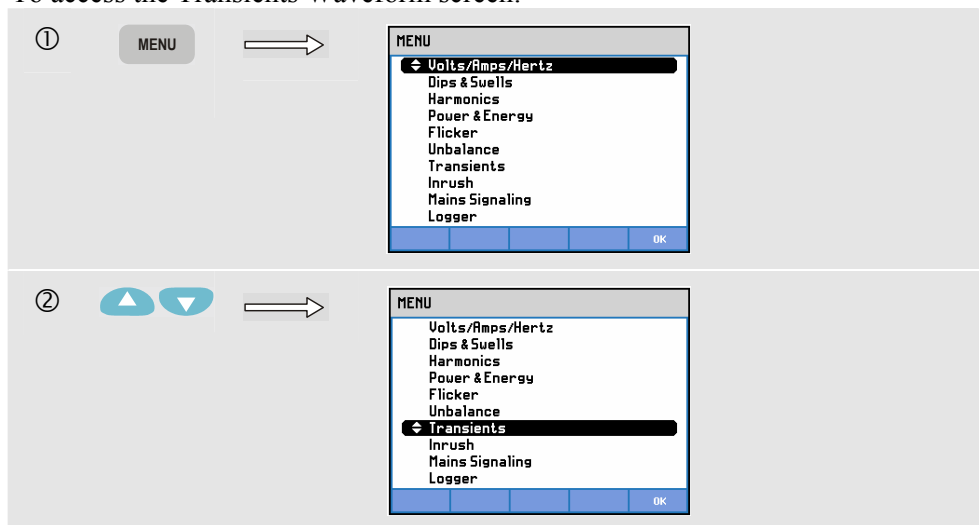 To access the Transients Waveform screen:
① MENU
MENU
Volts/Amps/Hertz
Dips & Swells
Harmonics
Power & Energy
Flicker
Unbalance
Transients
Inrush
Mains Signaling
Logger
OK
②
MENU
Volts/Amps/Hertz
Dips & Swells
Harmonics
Power & Energy
Flicker
Unbalance
Transients
Inrush
Mains Signaling
Logger
OK